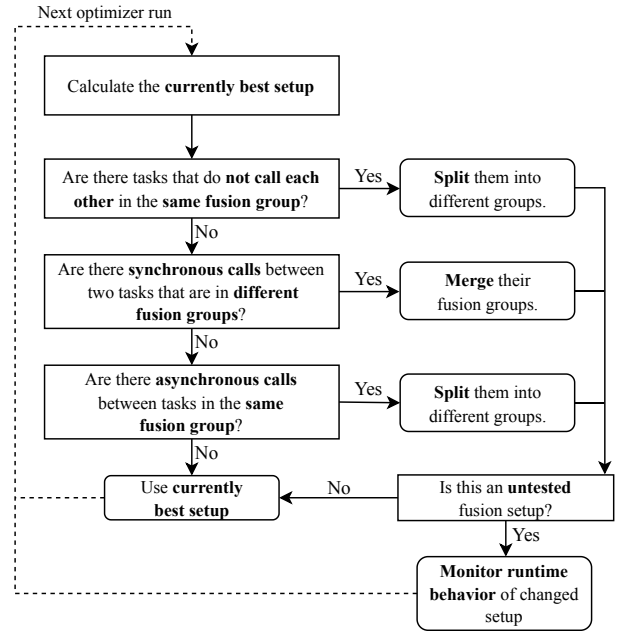 Next optimizer run
Calculate the currently best setup
Are there tasks that do not call each
other in the same fusion group?
Yes
Split them into
different groups.
No
Are there synchronous calls between
two tasks that are in different
fusion groups?
Yes
Merge their
fusion groups.
No
Are there asynchronous calls
between tasks in the same
fusion group?
Yes
Split them into
different groups.
No
Use currently
best setup
No
Is this an untested
fusion setup?
Yes
Monitor runtime
behavior of changed
setup